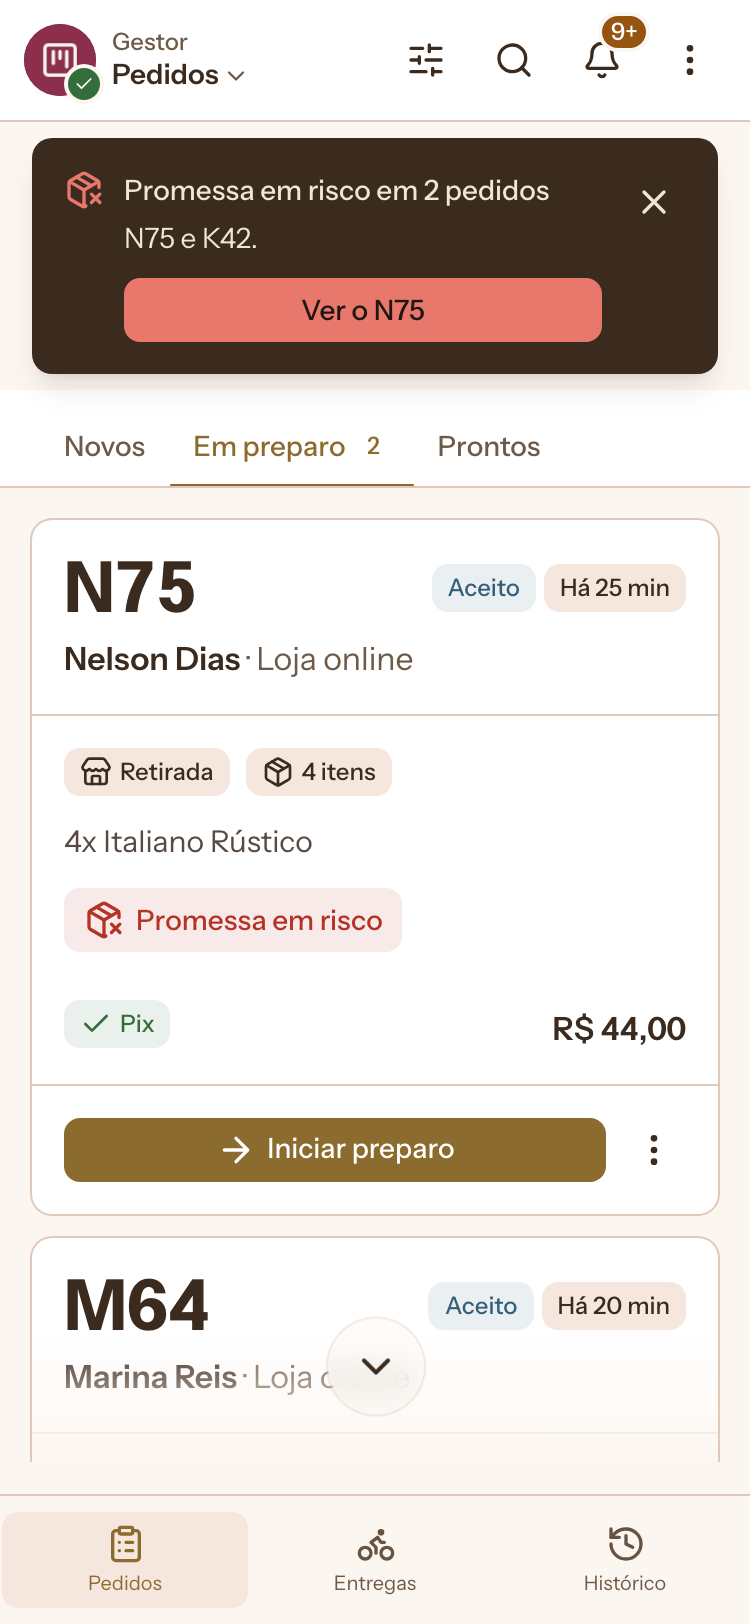 Gestor
Pedidos
9+
Promessa em risco em 2 pedidos
N75 e K42.
Ver o N75
Novos Em preparo 2 Prontos
N75 Aceito Há 25 min
Nelson Dias · Loja online
Retirada 4 itens
4x Italiano Rústico
Promessa em risco
Pix R$ 44,00
Iniciar preparo
M64 Aceito Há 20 min
Marina Reis · Loja
Pedidos Entregas Histórico